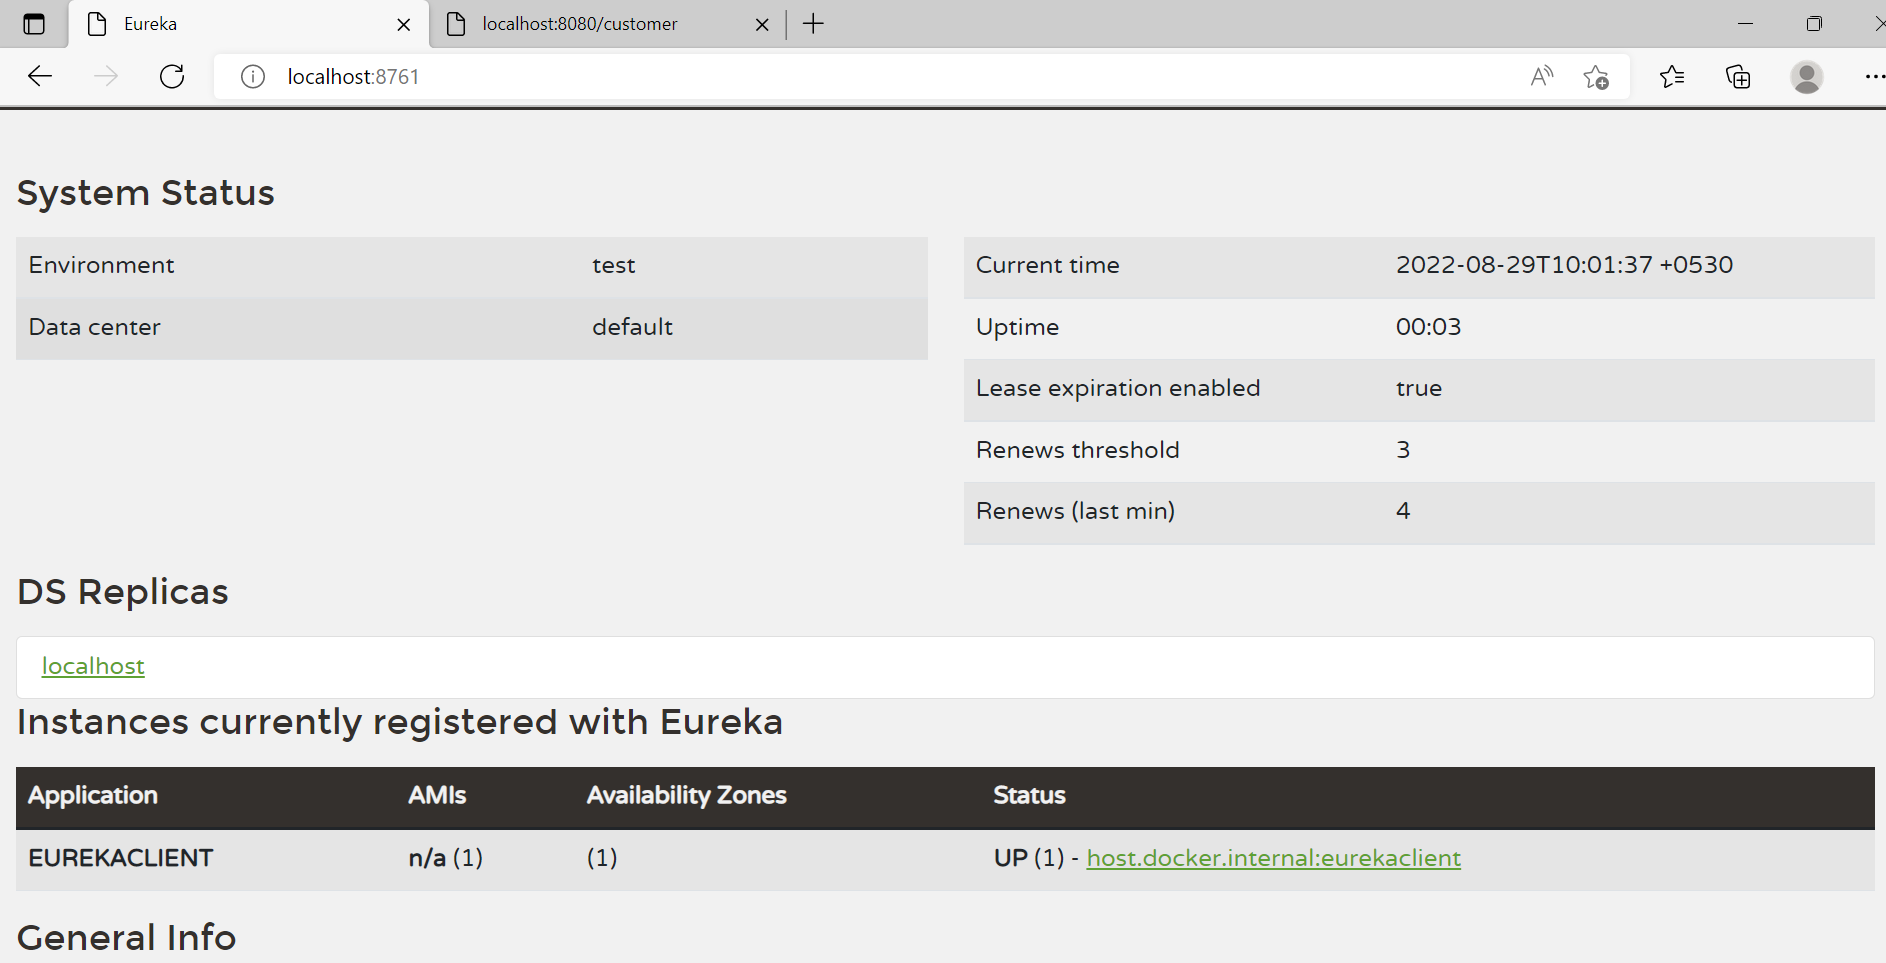 Eureka
localhost:8080/customer
localhost:8761
System Status
Environment test
Data center default
Current time 2022-08-29T10:01:37 +0530
Uptime 00:03
Lease expiration enabled true
Renews threshold 3
Renews (last min) 4
DS Replicas
localhost
Instances currently registered with Eureka
Application AMIs Availability Zones Status
EUREKACLIENT n/a (1) (1) UP (1) - host.docker.internal:eurekaclient
General Info